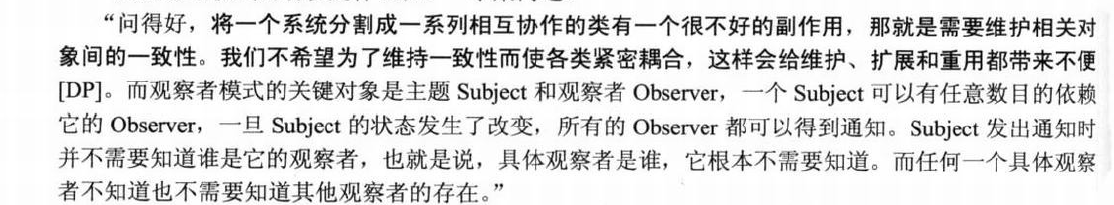 “问得好，将一个系统分割成一系列相互协作的类有一个很不好的副作用，那就是需要维护相关对
象间的一致性。我们不希望为了维持一致性而使各类紧密耦合，这样会给维护、扩展和重用都带来不便
[DP]。而观察者模式的关键对象是主题 Subject 和观察者 Observer，一个 Subject 可以有任意数目的依赖
它的 Observer，一旦 Subject 的状态发生了改变，所有的 Observer 都可以得到通知。Subject 发出通知时
并不需要知道谁是它的观察者，也就是说，具体观察者是谁，它根本不需要知道。而任何一个具体观察
者不知道也不需要知道其他观察者的存在。”